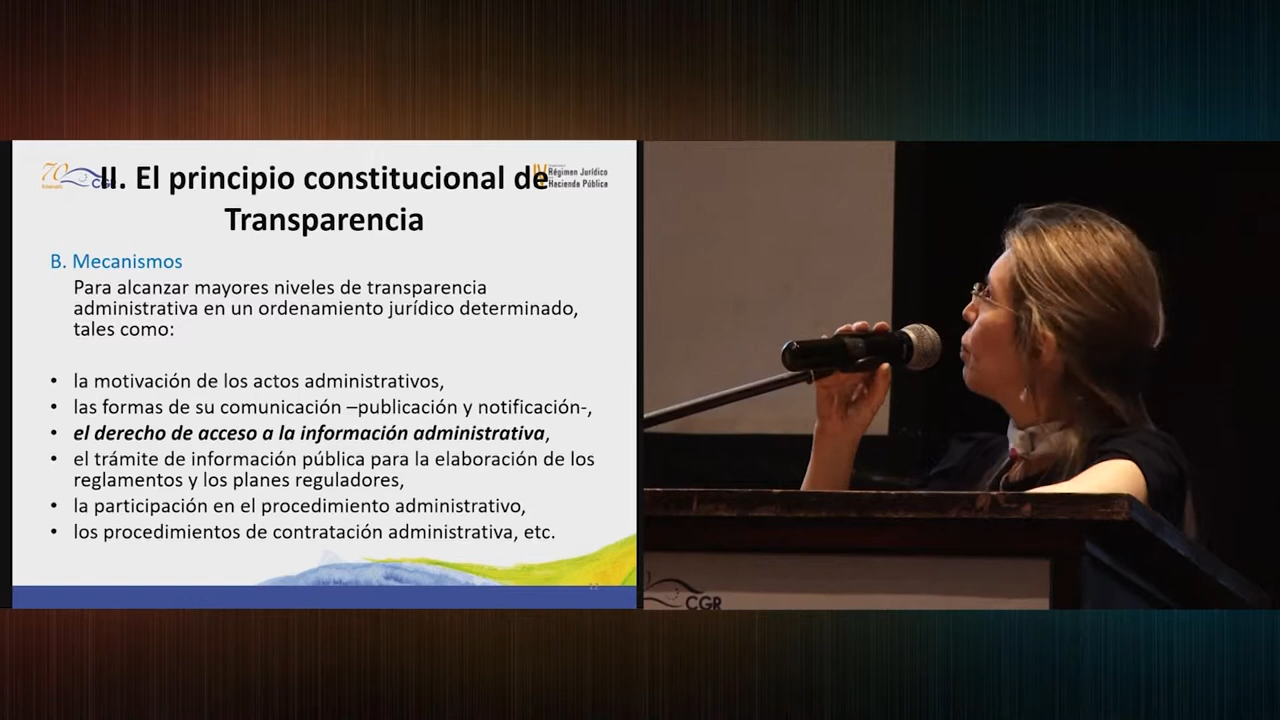 70
CGR
II. El principio constitucional de
Transparencia
IV
Régimen Jurídico
Hacienda Pública
B. Mecanismos
Para alcanzar mayores niveles de transparencia
administrativa en un ordenamiento jurídico determinado,
tales como:
• la motivación de los actos administrativos,
• las formas de su comunicación –publicación y notificación-,
• el derecho de acceso a la información administrativa,
• el trámite de información pública para la elaboración de los
reglamentos y los planes reguladores,
• la participación en el procedimiento administrativo,
• los procedimientos de contratación administrativa, etc.
CGR